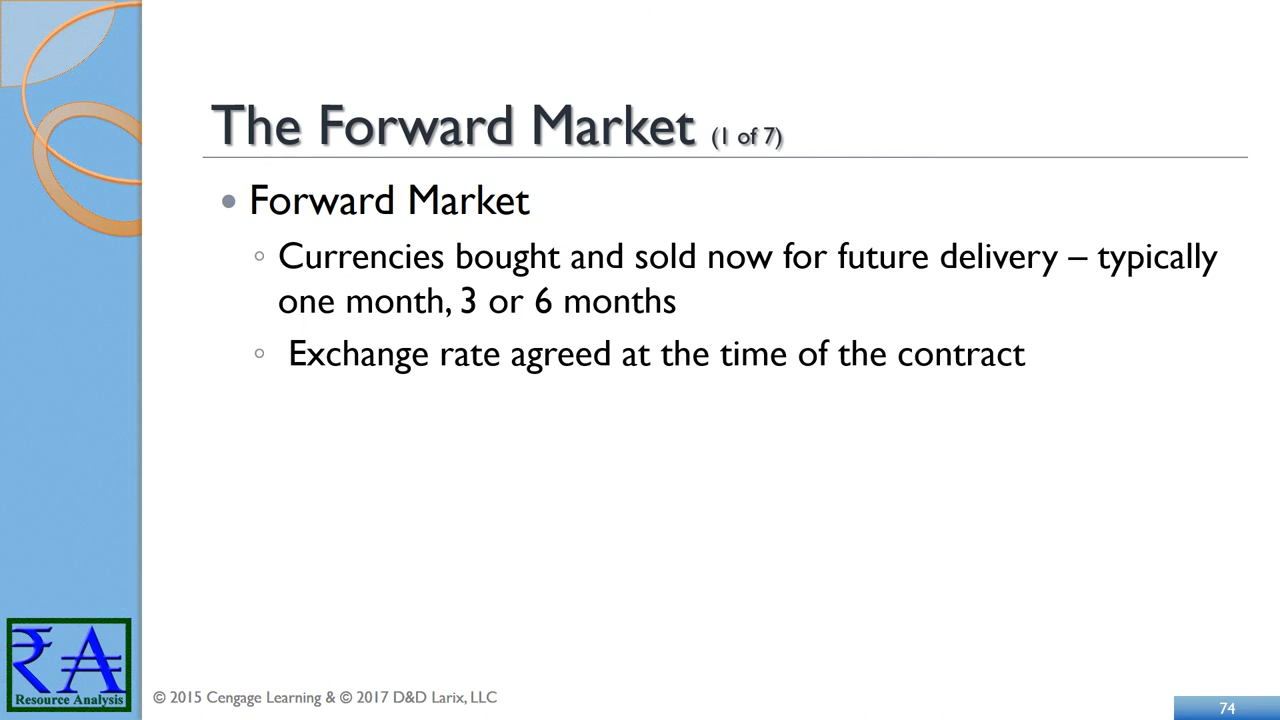 The Forward Market (1 of 7)
• Forward Market
◦ Currencies bought and sold now for future delivery – typically
one month, 3 or 6 months
◦ Exchange rate agreed at the time of the contract
₹ A
Resource Analysis
© 2015 Cengage Learning & © 2017 D&D Larix, LLC
74